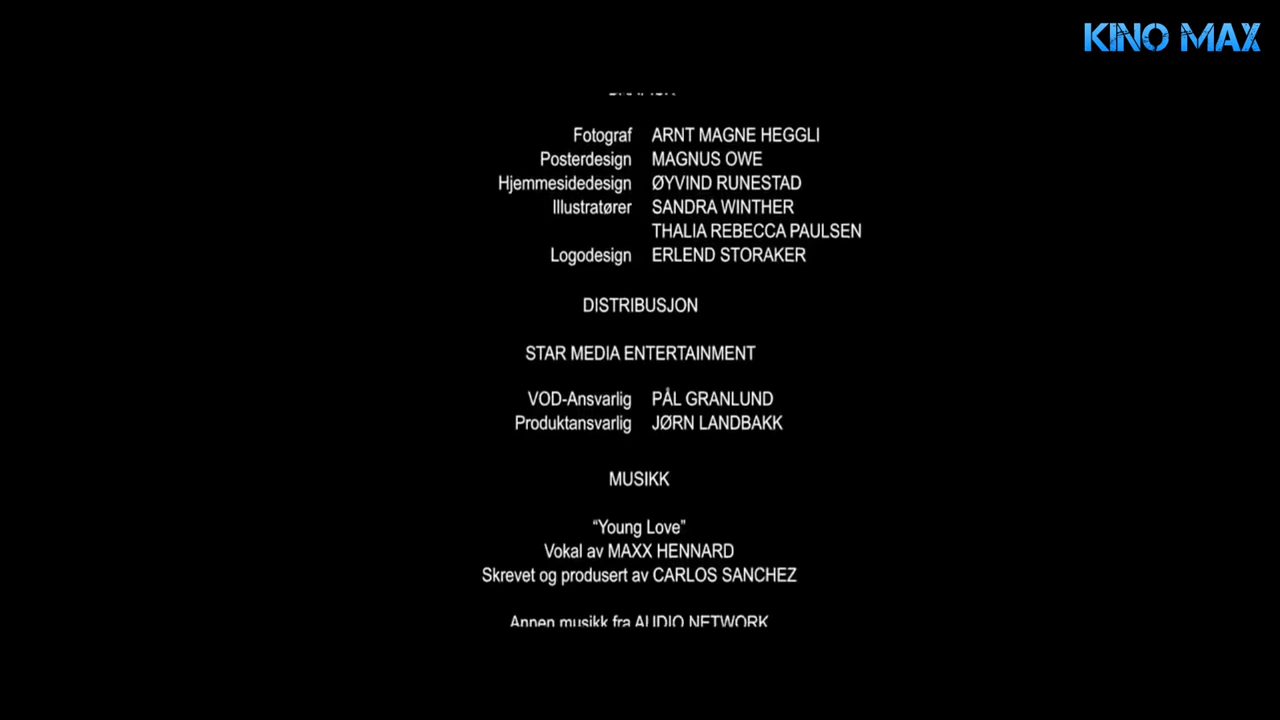 KINO MAX
Fotograf ARNT MAGNE HEGGLI
Posterdesign MAGNUS OWE
Hjemmesidedesign ØYVIND RUNESTAD
Illustratører SANDRA WINTHER
THALIA REBECCA PAULSEN
Logodesign ERLEND STORAKER
DISTRIBUSJON
STAR MEDIA ENTERTAINMENT
VOD-Ansvarlig PÅL GRANLUND
Produktansvarlig JØRN LANDBAKK
MUSIKK
“Young Love”
Vokal av MAXX HENNARD
Skrevet og produsert av CARLOS SANCHEZ
Annen musikk fra AUDIO NETWORK